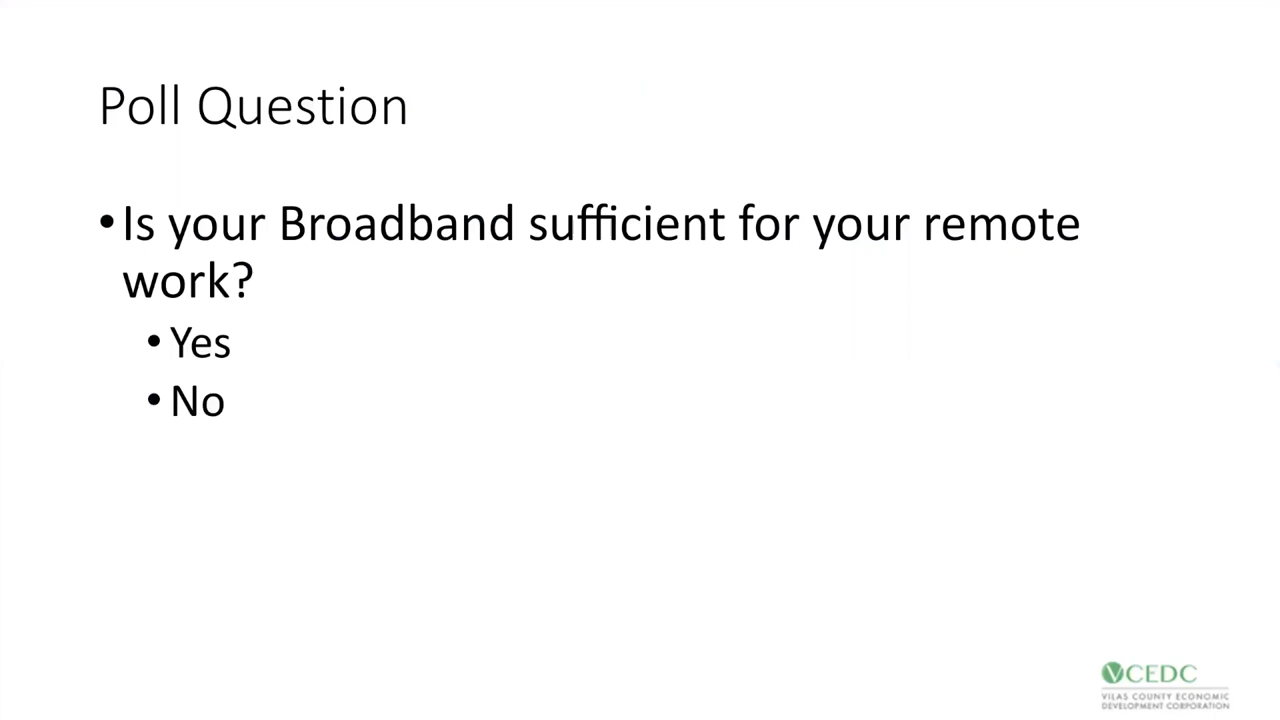 Poll Question
•Is your Broadband sufficient for your remote
work?
• Yes
• No
VCEDC
VILAS COUNTY ECONOMIC
DEVELOPMENT CORPORATION